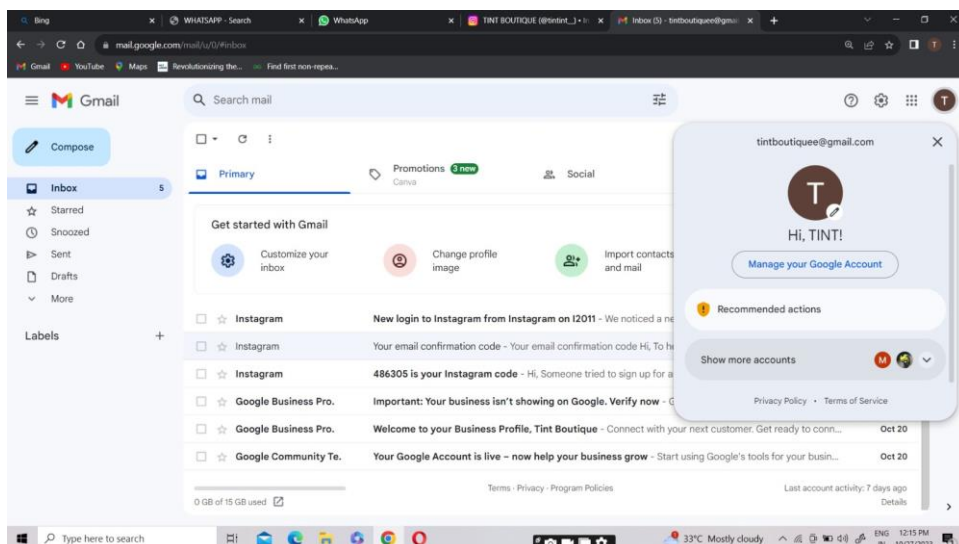 Bing
WHATSAPP - Search
WhatsApp
TINT BOUTIQUE (@tintint_) • In
Inbox (5) - tintboutiquee@gmai
mail.google.com/mail/u/0/#inbox
Gmail YouTube Maps Revolutionizing the... Find first non-repea...
Gmail
Search mail
T
Compose
Inbox 5
Starred
Snoozed
Sent
Drafts
More
Labels
Primary
Promotions 3 new
Canva
Social
Get started with Gmail
Customize your
inbox
Change profile
image
Import contacts
and mail
Instagram New login to Instagram from Instagram on I2011 - We noticed a ne
Instagram Your email confirmation code - Your email confirmation code Hi, To he
Instagram 486305 is your Instagram code - Hi, Someone tried to sign up for a
Google Business Pro. Important: Your business isn't showing on Google. Verify now - G
Google Business Pro. Welcome to your Business Profile, Tint Boutique - Connect with your next customer. Get ready to conn... Oct 20
Google Community Te. Your Google Account is live – now help your business grow - Start using Google's tools for your busin... Oct 20
0 GB of 15 GB used
Terms · Privacy · Program Policies
Last account activity: 7 days ago
Details
tintboutiquee@gmail.com
T
Hi, TINT!
Manage your Google Account
Recommended actions
Show more accounts
M
Privacy Policy • Terms of Service
Type here to search
33°C Mostly cloudy
ENG
12:15 PM
10/27/2023